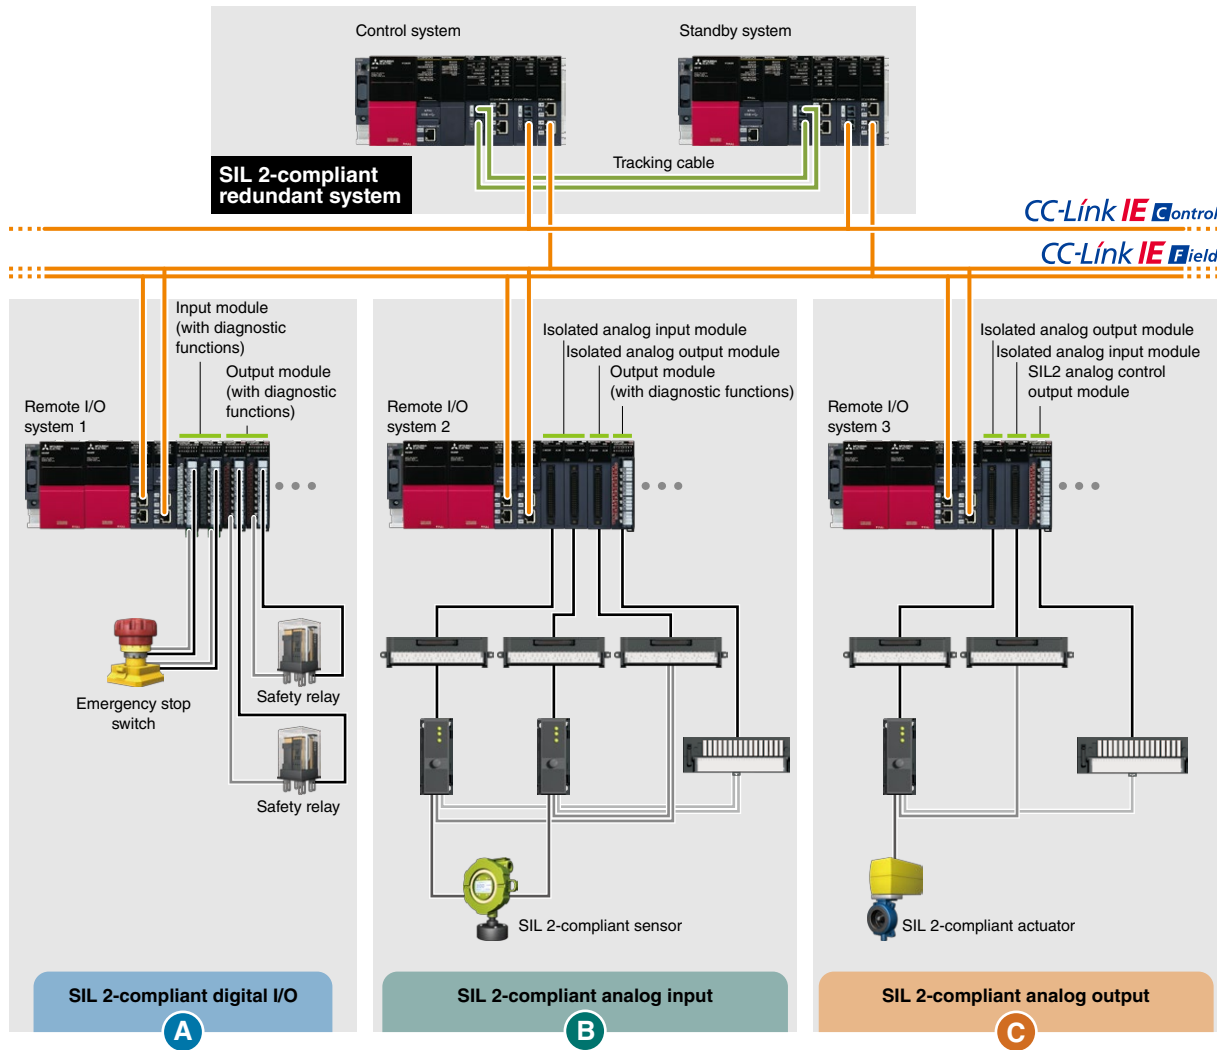 Control system
Standby system
Tracking cable
SIL 2-compliant
redundant system
CC-Link IE Control
CC-Link IE Field
Input module
(with diagnostic
functions)
Output module
(with diagnostic
functions)
Remote I/O
system 1
Emergency stop
switch
Safety relay
Safety relay
SIL 2-compliant digital I/O
A
Isolated analog input module
Isolated analog output module
Output module
(with diagnostic functions)
Remote I/O
system 2
SIL 2-compliant sensor
SIL 2-compliant analog input
B
Isolated analog output module
Isolated analog input module
SIL2 analog control
output module
Remote I/O
system 3
SIL 2-compliant actuator
SIL 2-compliant analog output
C